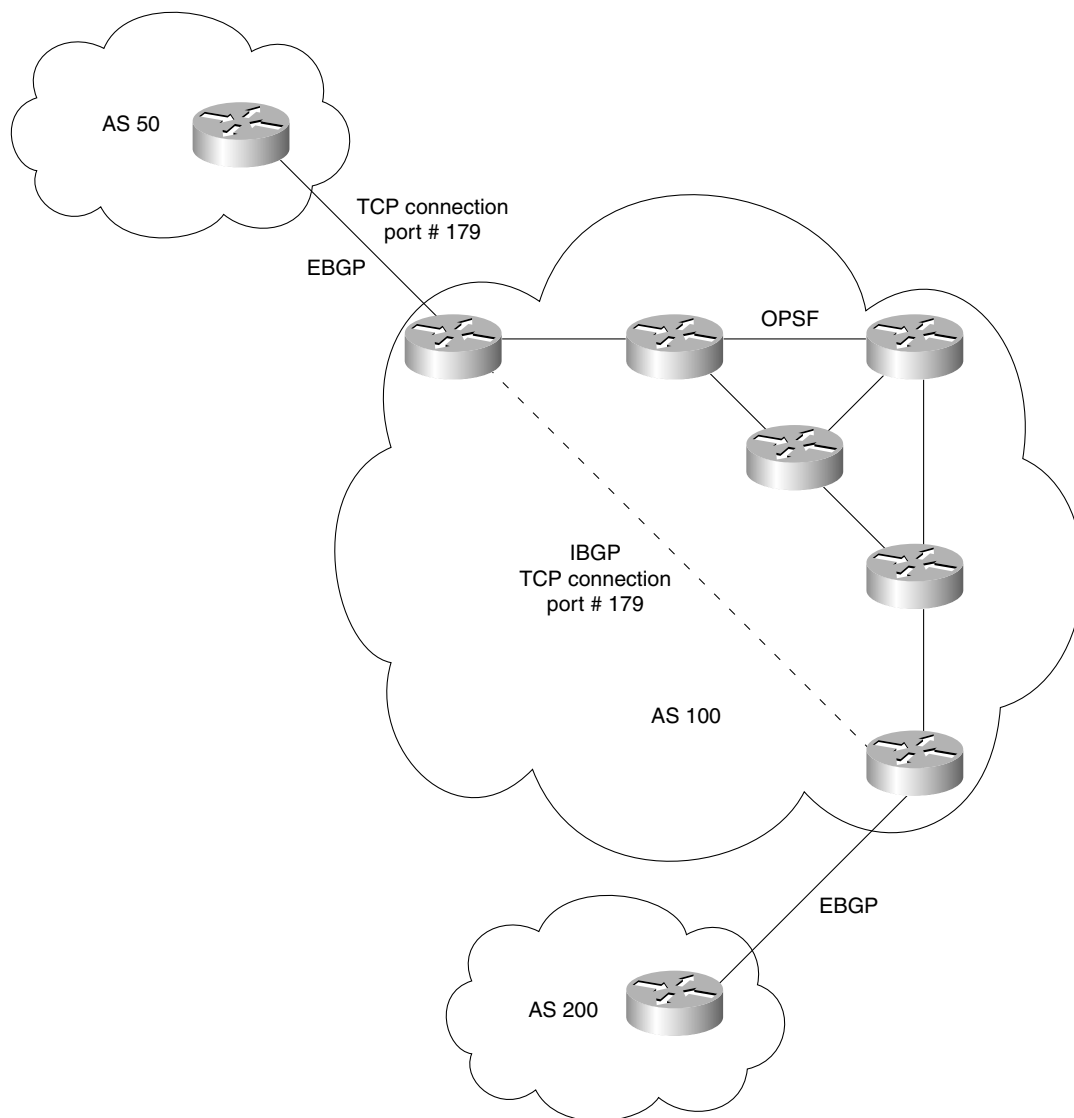 AS 50
TCP connection
port # 179
EBGP
OPSF
IBGP
TCP connection
port # 179
AS 100
EBGP
AS 200